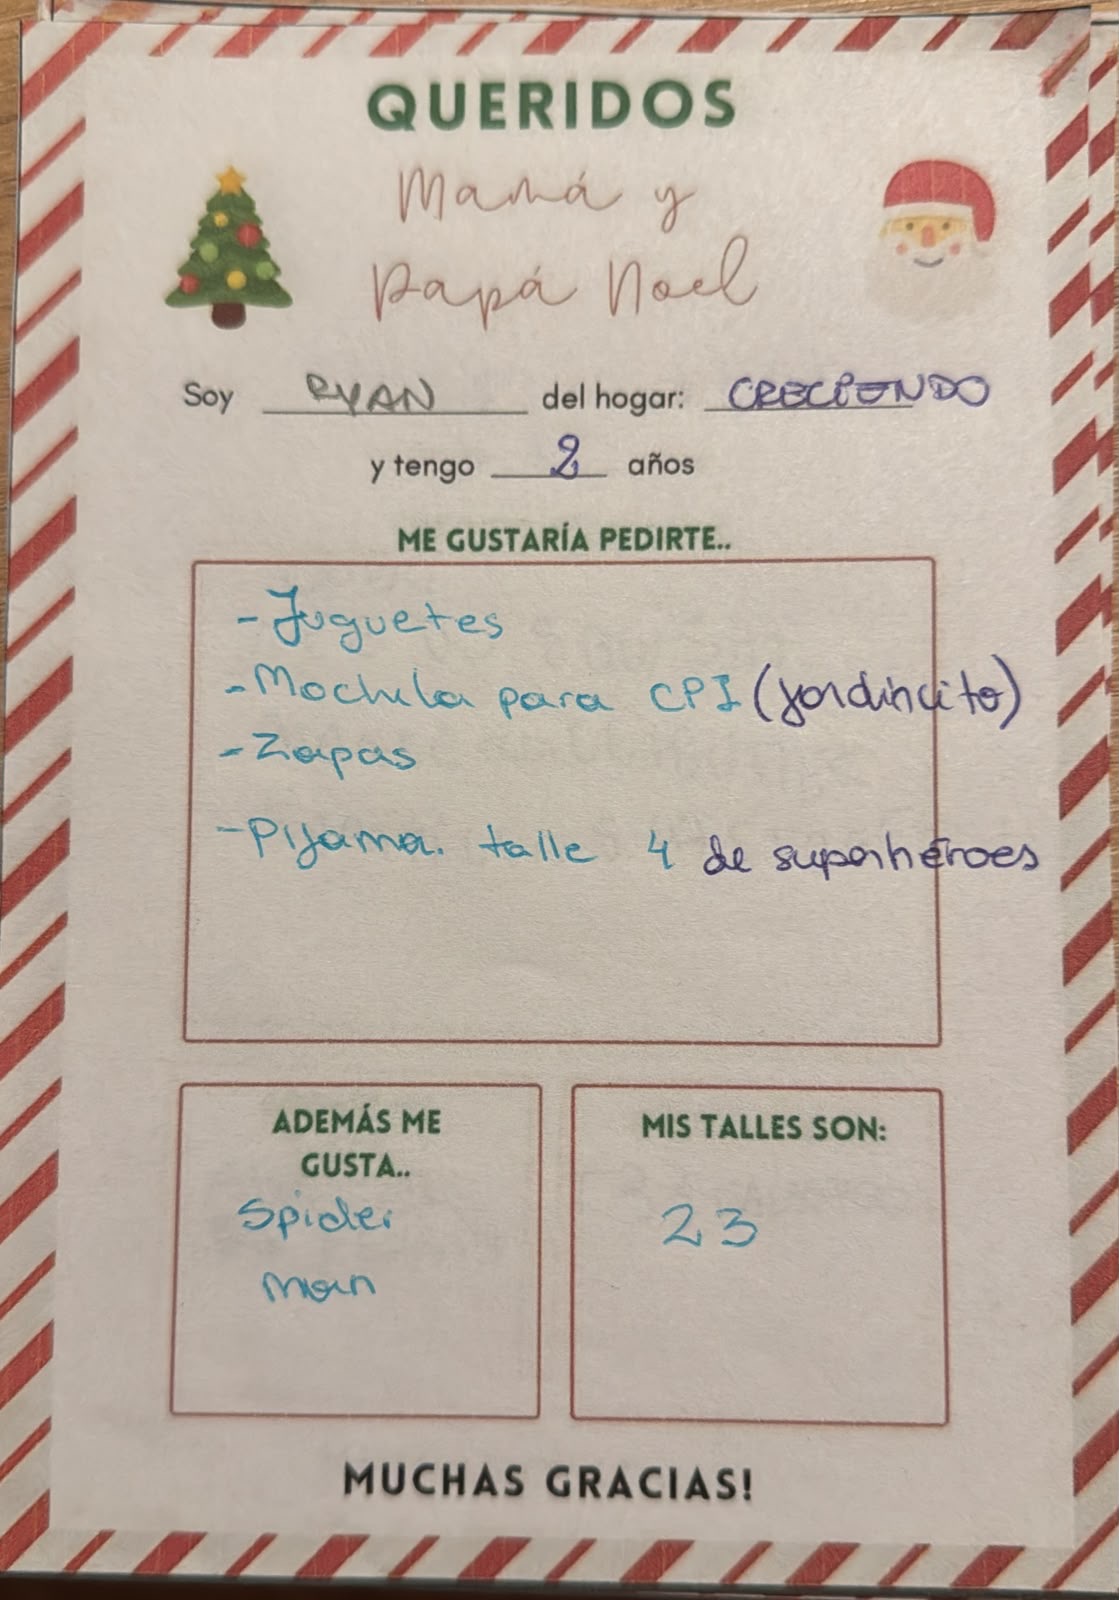 QUERIDOS
Mamá y
Papá Noel
Soy RYAN del hogar: CRECIENDO
y tengo 2 años
ME GUSTARÍA PEDIRTE..
- Juguetes
- Mochila para CPI (jardincito)
- Zapas
- Pijama. talle 4 de superhéroes
ADEMÁS ME
GUSTA..
Spider
man
MIS TALLES SON:
23
MUCHAS GRACIAS!